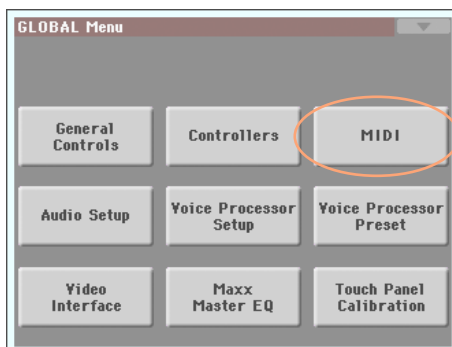 GLOBAL Menu
General
Controls
Controllers
MIDI
Audio Setup
Voice Processor
Setup
Voice Processor
Preset
Video
Interface
Maxx
Master EQ
Touch Panel
Calibration